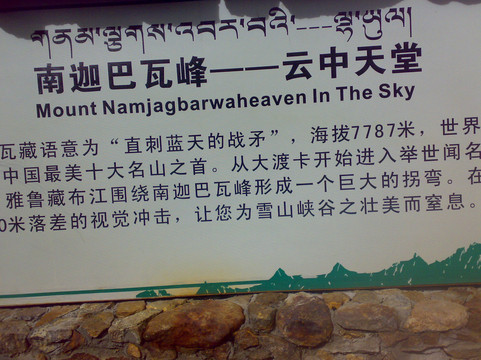 གནམ་ལྕགས་འབར་བའི་---ལྷ་ཡུལ།
南迦巴瓦峰——云中天堂
Mount Namjagbarwaheaven In The Sky
瓦藏语意为“直刺蓝天的战矛”，海拔7787米，世界
中国最美十大名山之首。从大渡卡开始进入举世闻名
雅鲁藏布江围绕南迦巴瓦峰形成一个巨大的拐弯。在
0米落差的视觉冲击，让您为雪山峡谷之壮美而窒息。